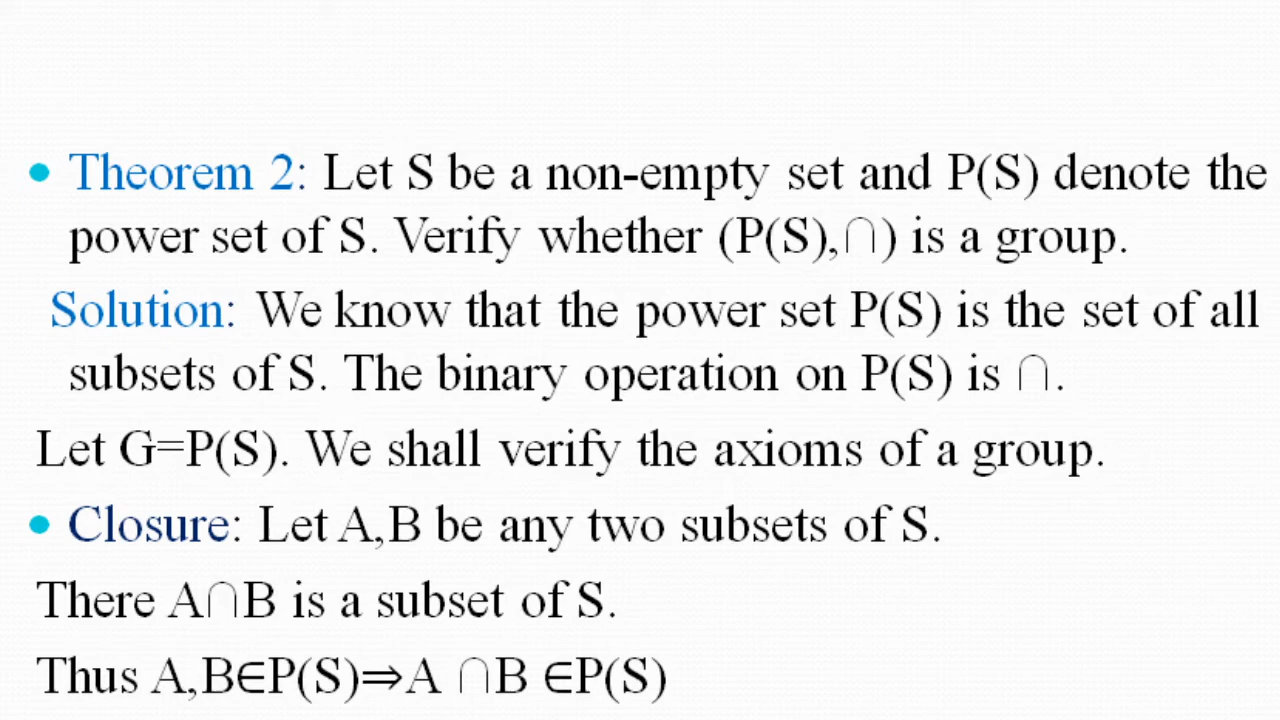 • Theorem 2: Let S be a non-empty set and P(S) denote the
power set of S. Verify whether (P(S),∩) is a group.
Solution: We know that the power set P(S) is the set of all
subsets of S. The binary operation on P(S) is ∩.
Let G=P(S). We shall verify the axioms of a group.
• Closure: Let A,B be any two subsets of S.
There A∩B is a subset of S.
Thus A,B∈P(S)⇒A ∩B ∈P(S)